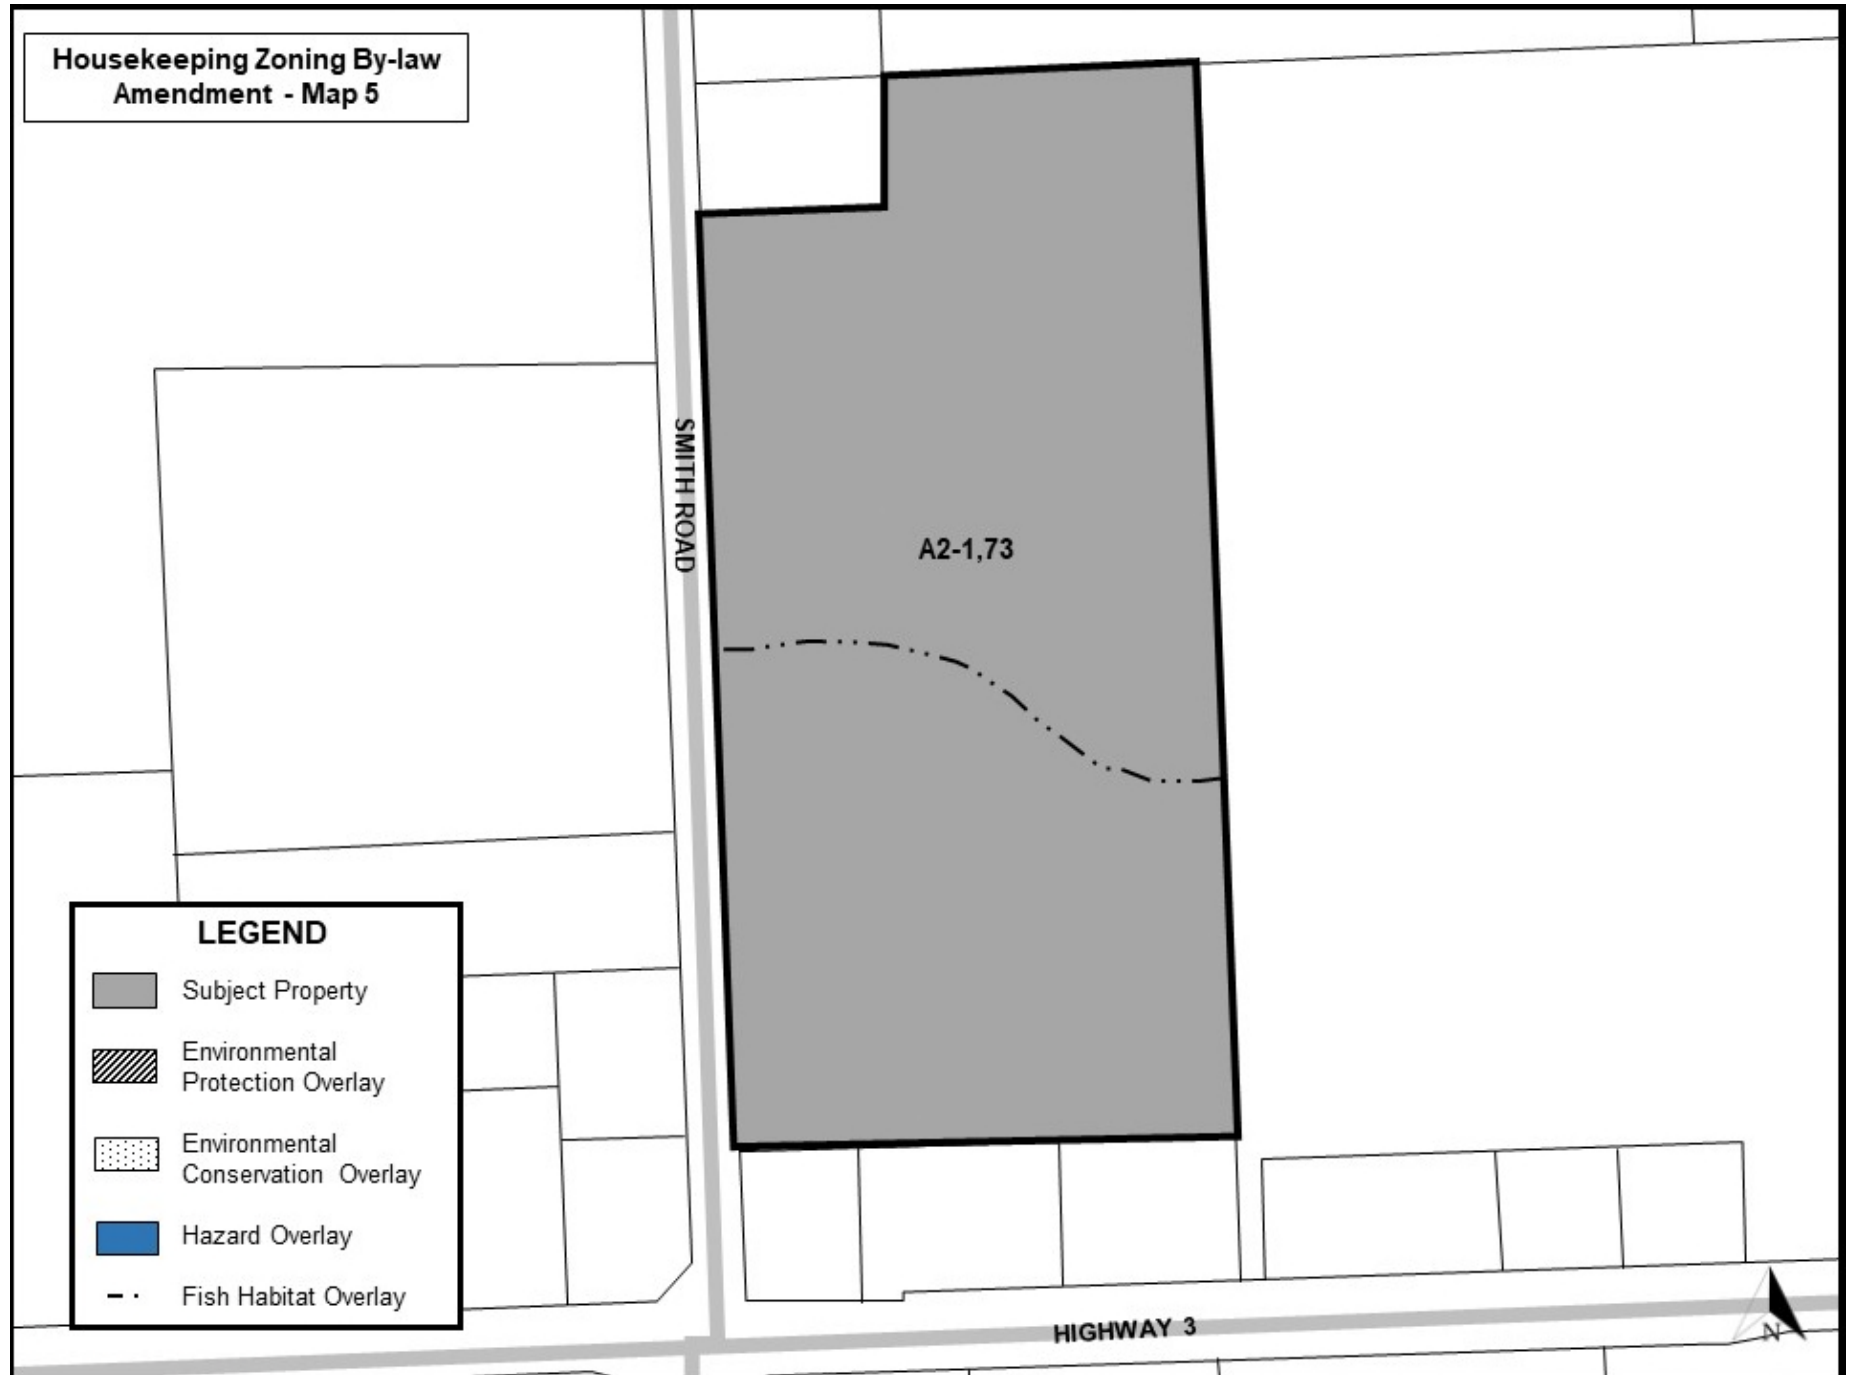 Housekeeping Zoning By-law
Amendment - Map 5
SMITH ROAD
A2-1,73
LEGEND
Subject Property
Environmental
Protection Overlay
Environmental
Conservation Overlay
Hazard Overlay
Fish Habitat Overlay
HIGHWAY 3
N